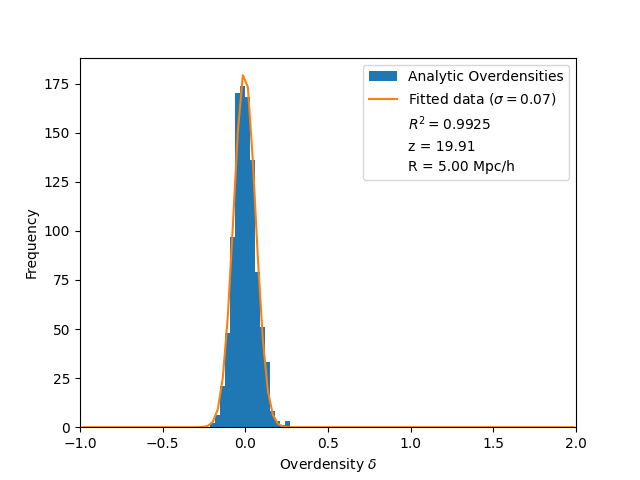 Analytic Overdensities
Fitted data (σ = 0.07)
R² = 0.9925
z = 19.91
R = 5.00 Mpc/h
175
150
125
100
75
50
25
0
Frequency
−1.0 −0.5 0.0 0.5 1.0 1.5 2.0
Overdensity δ